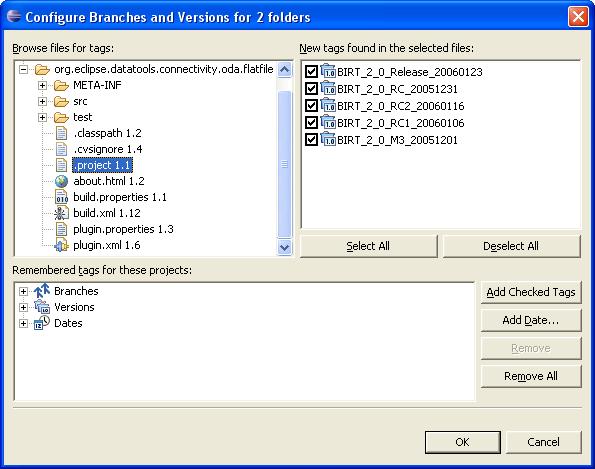 Configure Branches and Versions for 2 folders
Browse files for tags:
org.eclipse.datatools.connectivity.oda.flatfile
META-INF
src
test
.classpath 1.2
.cvsignore 1.4
.project 1.1
about.html 1.2
build.properties 1.1
build.xml 1.12
plugin.properties 1.3
plugin.xml 1.6
New tags found in the selected files:
BIRT_2_0_Release_20060123
BIRT_2_0_RC_20051231
BIRT_2_0_RC2_20060116
BIRT_2_0_RC1_20060106
BIRT_2_0_M3_20051201
Select All
Deselect All
Remembered tags for these projects:
Branches
Versions
Dates
Add Checked Tags
Add Date...
Remove
Remove All
OK
Cancel